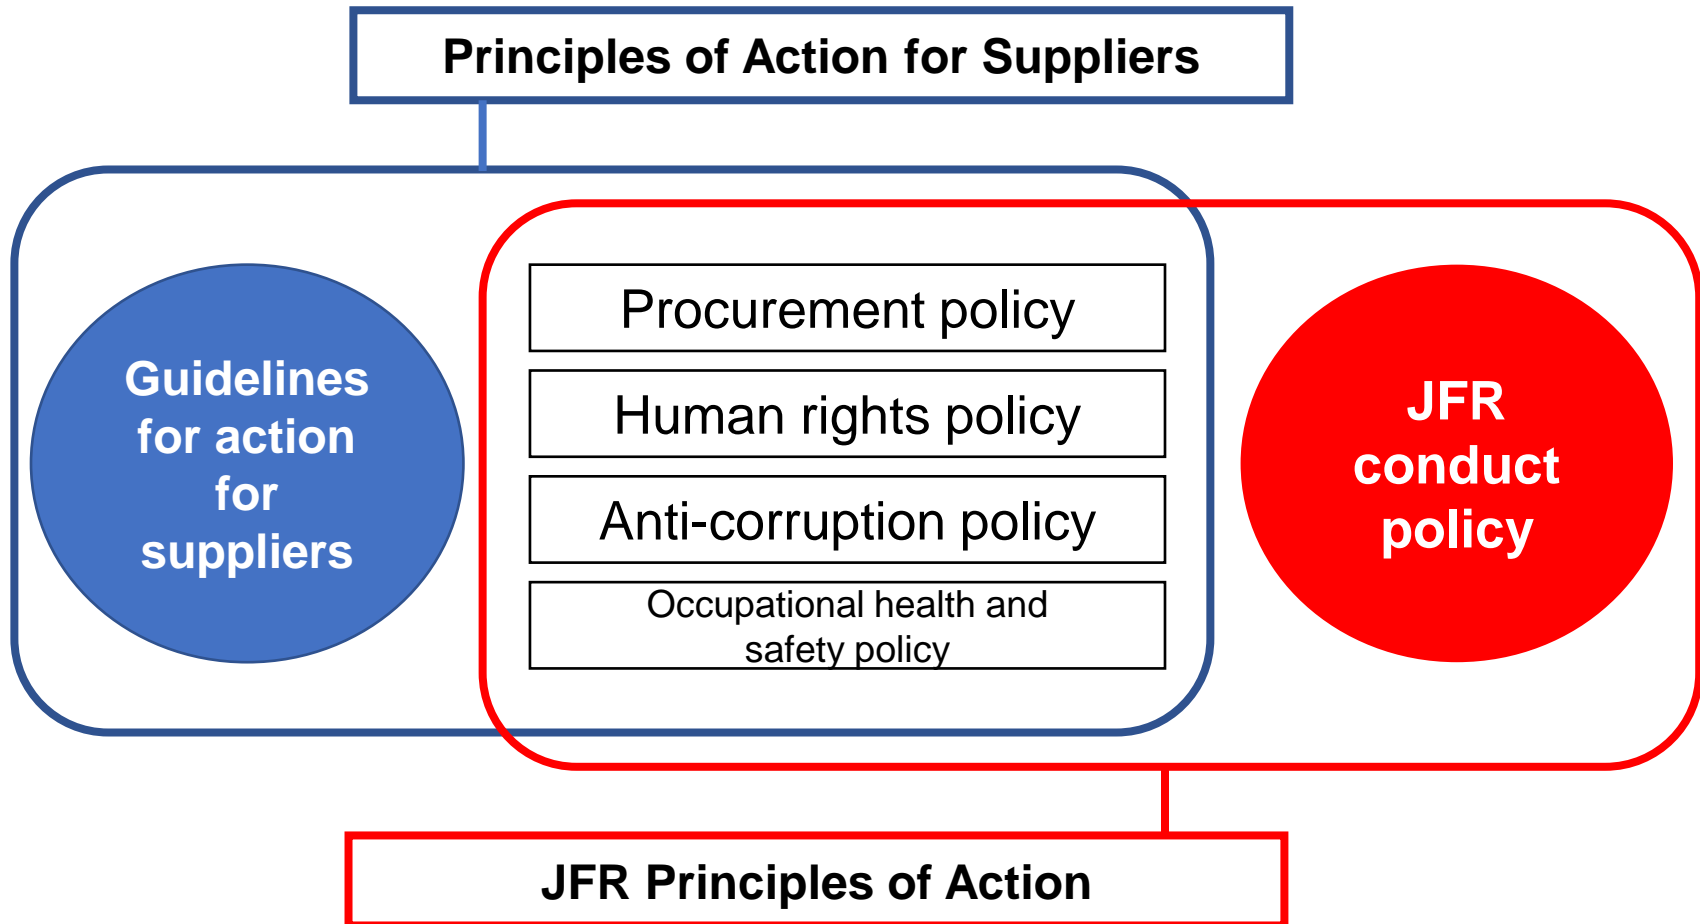 Principles of Action for Suppliers
Guidelines
for action
for
suppliers
Procurement policy
Human rights policy
Anti-corruption policy
Occupational health and
safety policy
JFR
conduct
policy
JFR Principles of Action